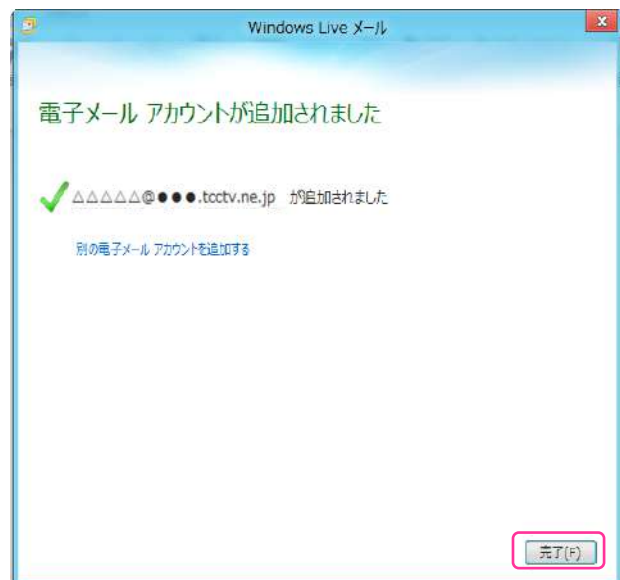 Windows Live メール
電子メール アカウントが追加されました
△△△△△@●●●.tcctv.ne.jp が追加されました
別の電子メール アカウントを追加する
完了(F)